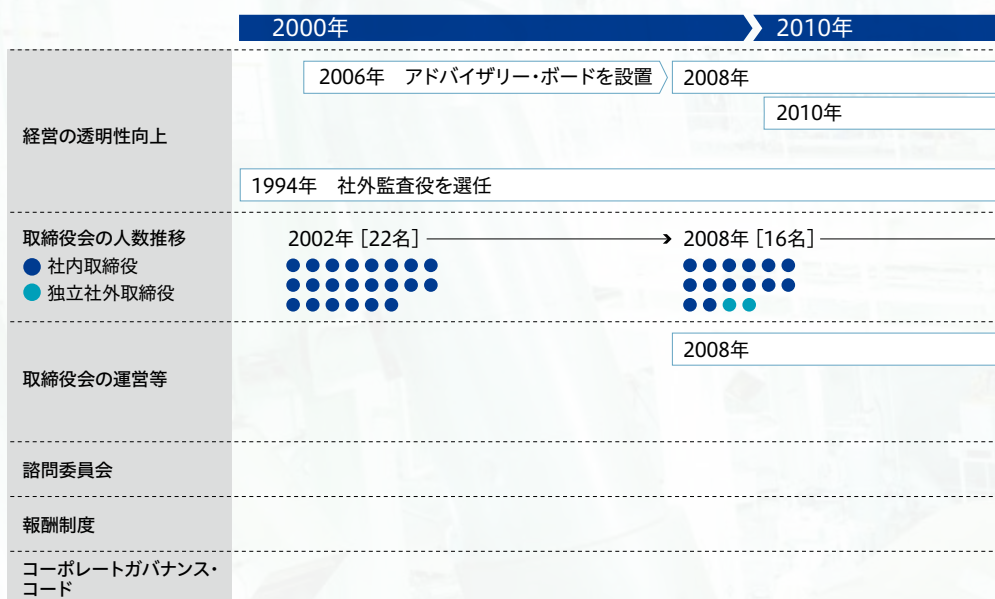 2000年
2010年
経営の透明性向上
2006年 アドバイザリー・ボードを設置
2008年
2010年
1994年 社外監査役を選任
取締役会の人数推移
社内取締役
独立社外取締役
2002年 [22名]
2008年 [16名]
取締役会の運営等
2008年
諮問委員会
報酬制度
コーポレートガバナンス・
コード